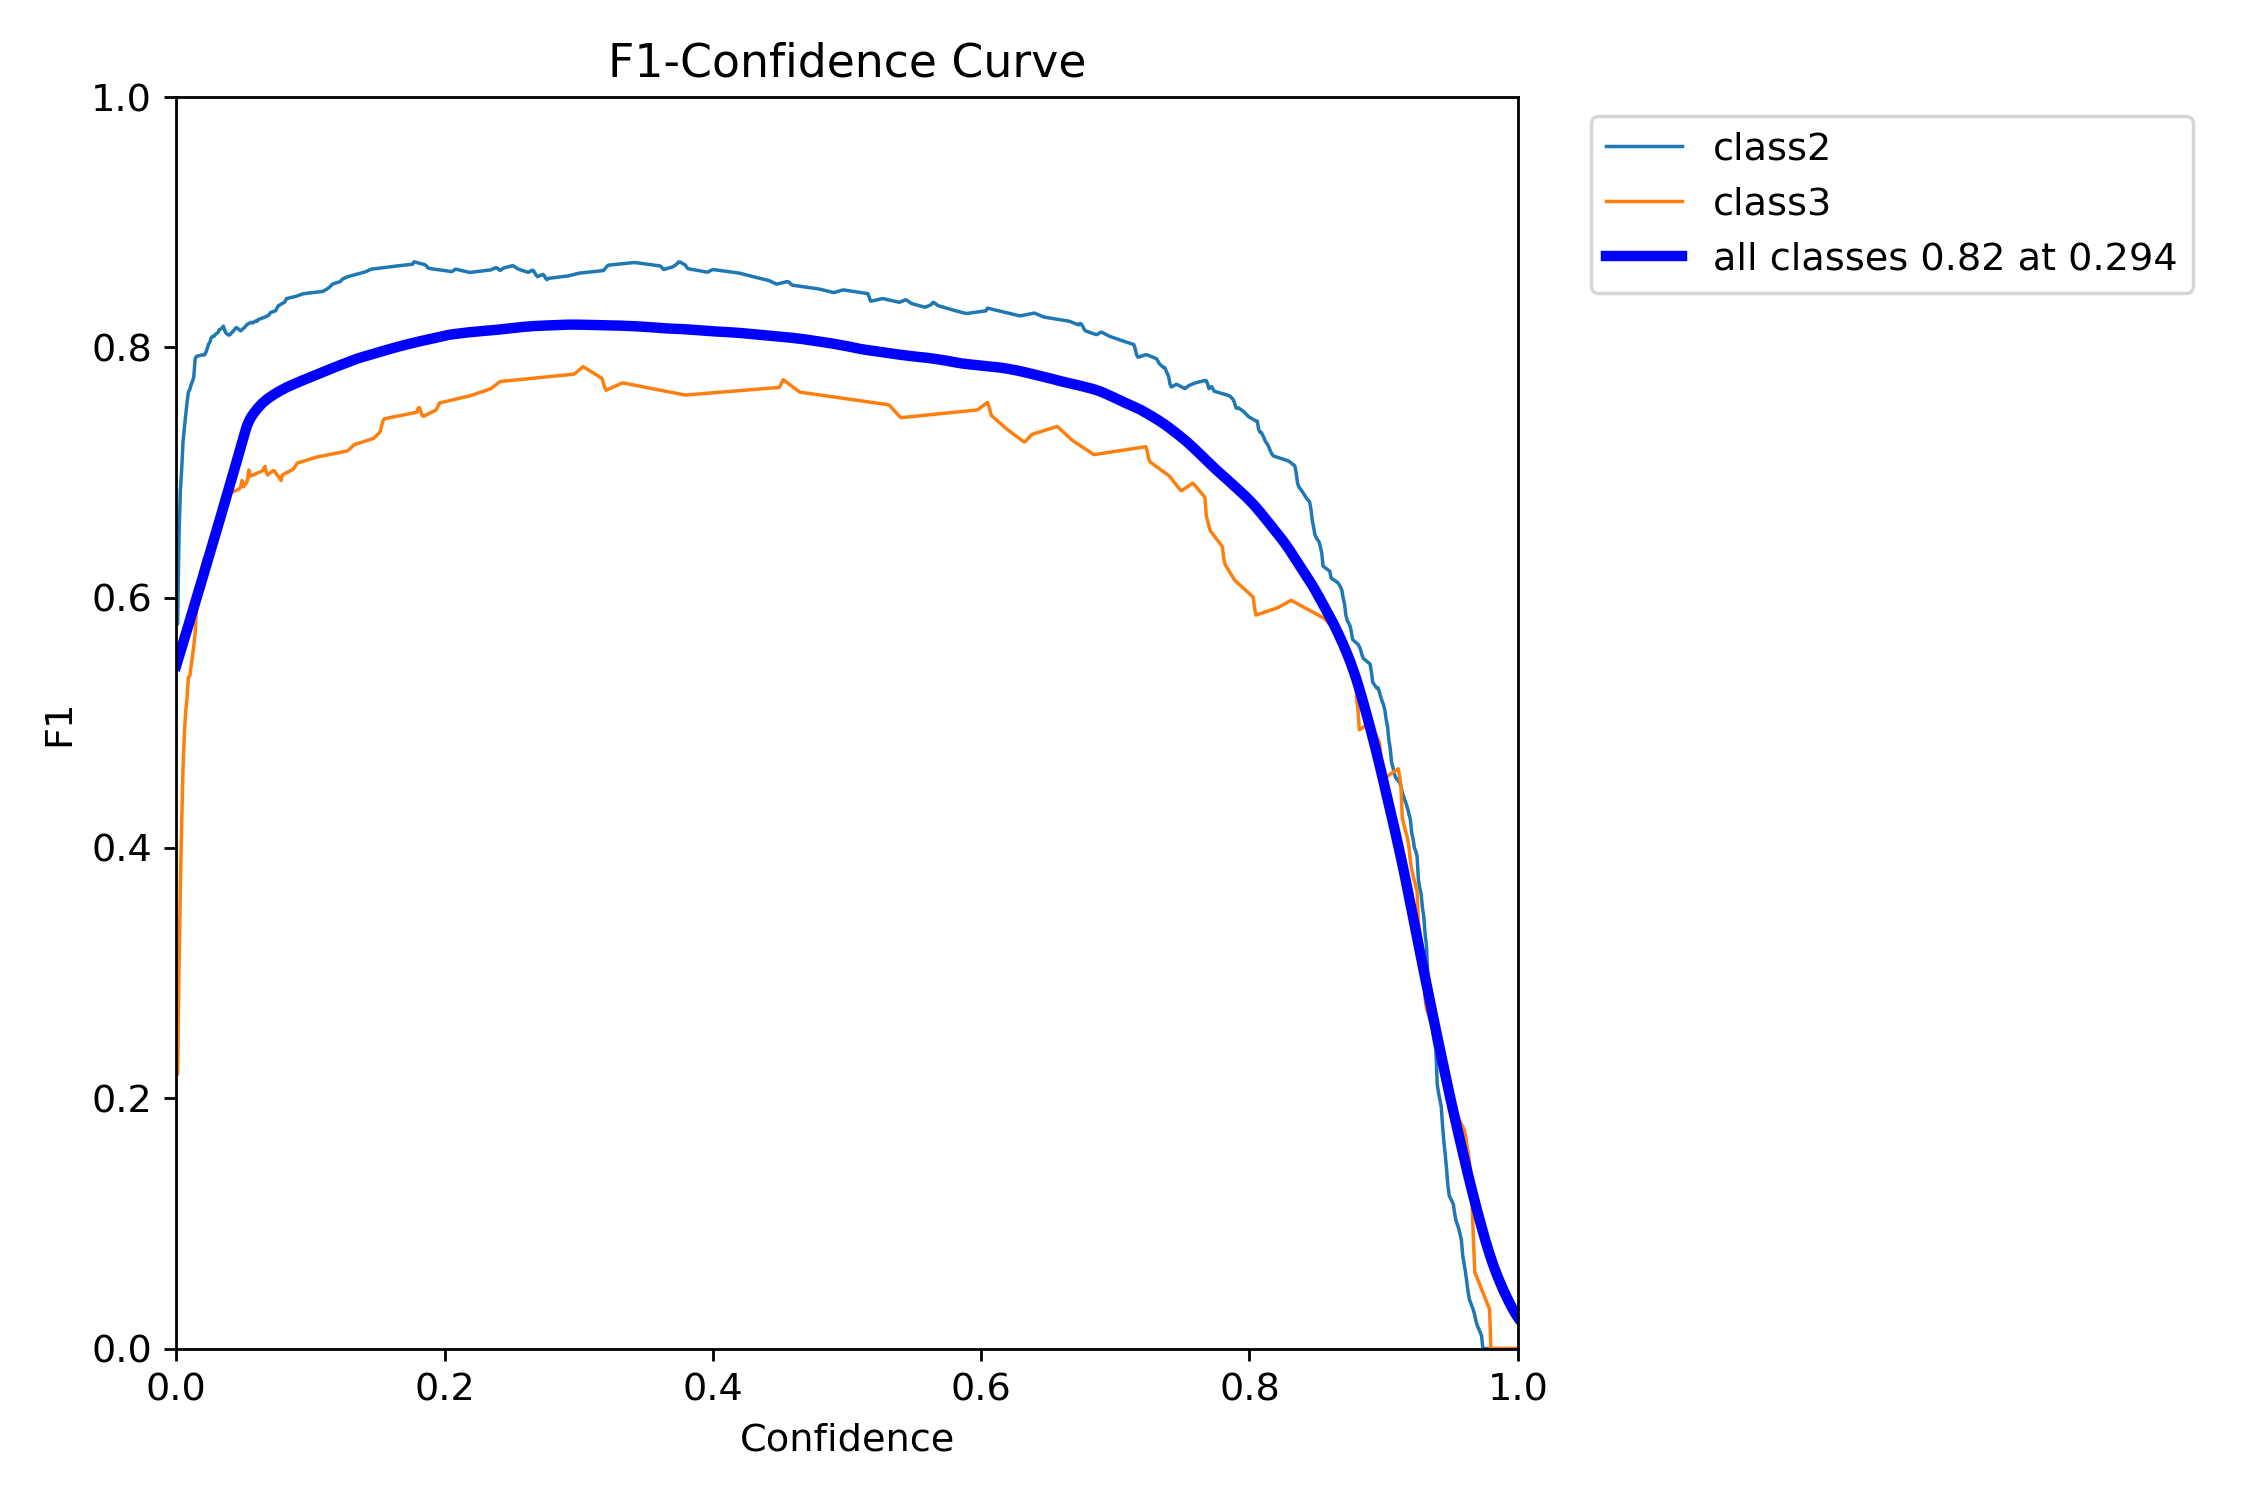 F1-Confidence Curve
1.0
0.8
0.6
0.4
0.2
0.0
F1
0.0 0.2 0.4 0.6 0.8 1.0
Confidence
class2
class3
all classes 0.82 at 0.294